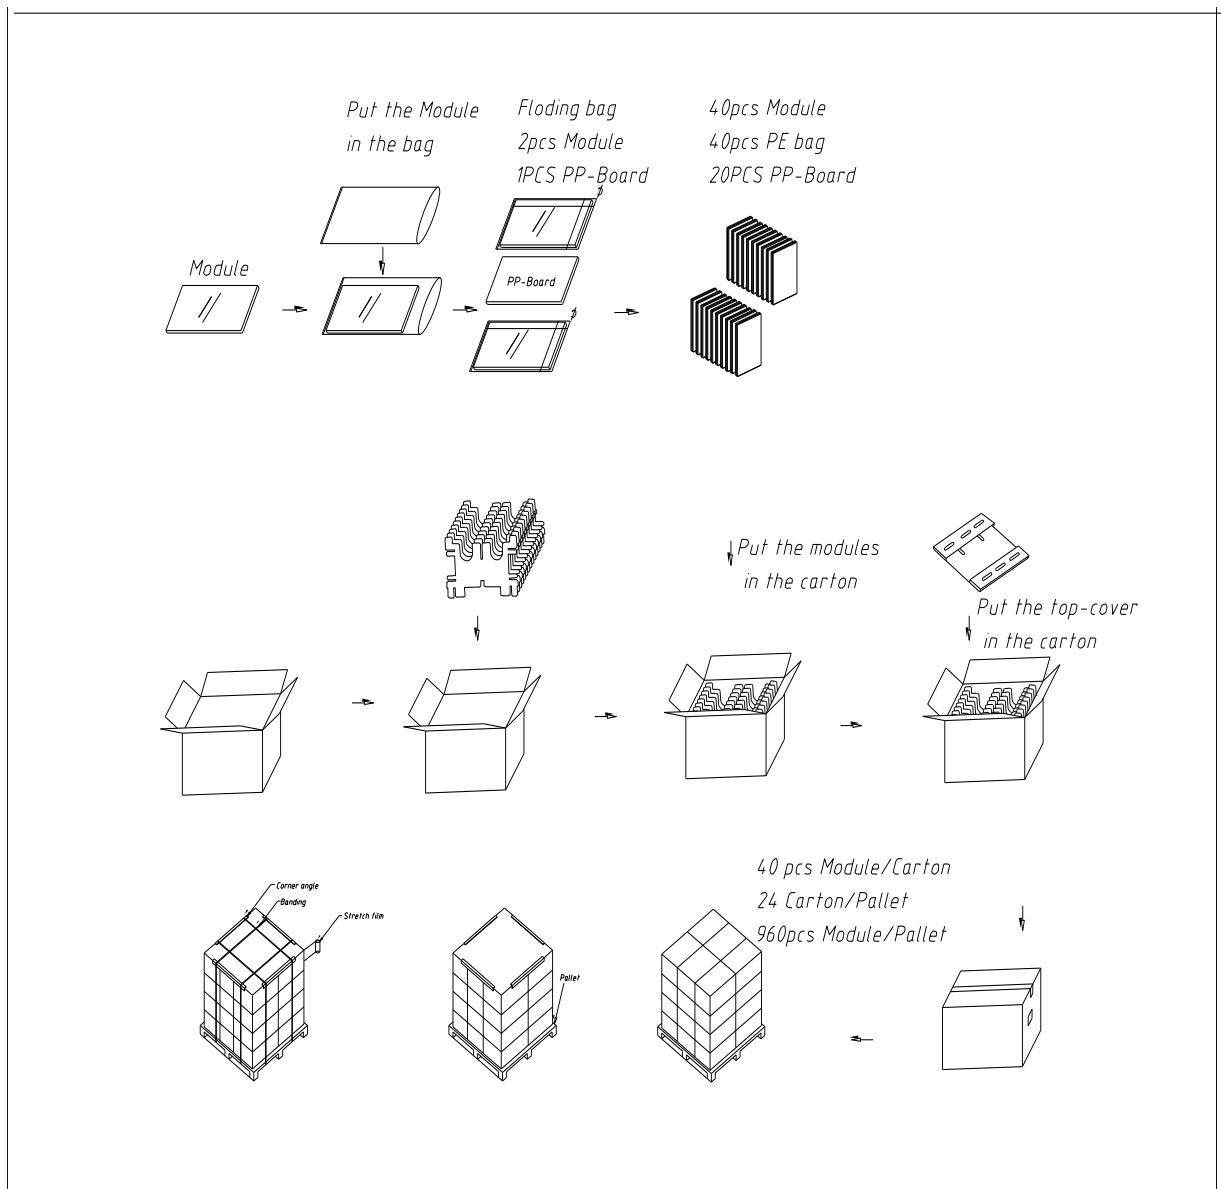 Put the Module
in the bag
Floding bag
2pcs Module
1PCS PP-Board
40pcs Module
40pcs PE bag
20PCS PP-Board
Module
PP-Board
Put the modules
in the carton
Put the top-cover
in the carton
40 pcs Module/Carton
24 Carton/Pallet
960pcs Module/Pallet
Corner angle
Banding
Stretch film
Pallet